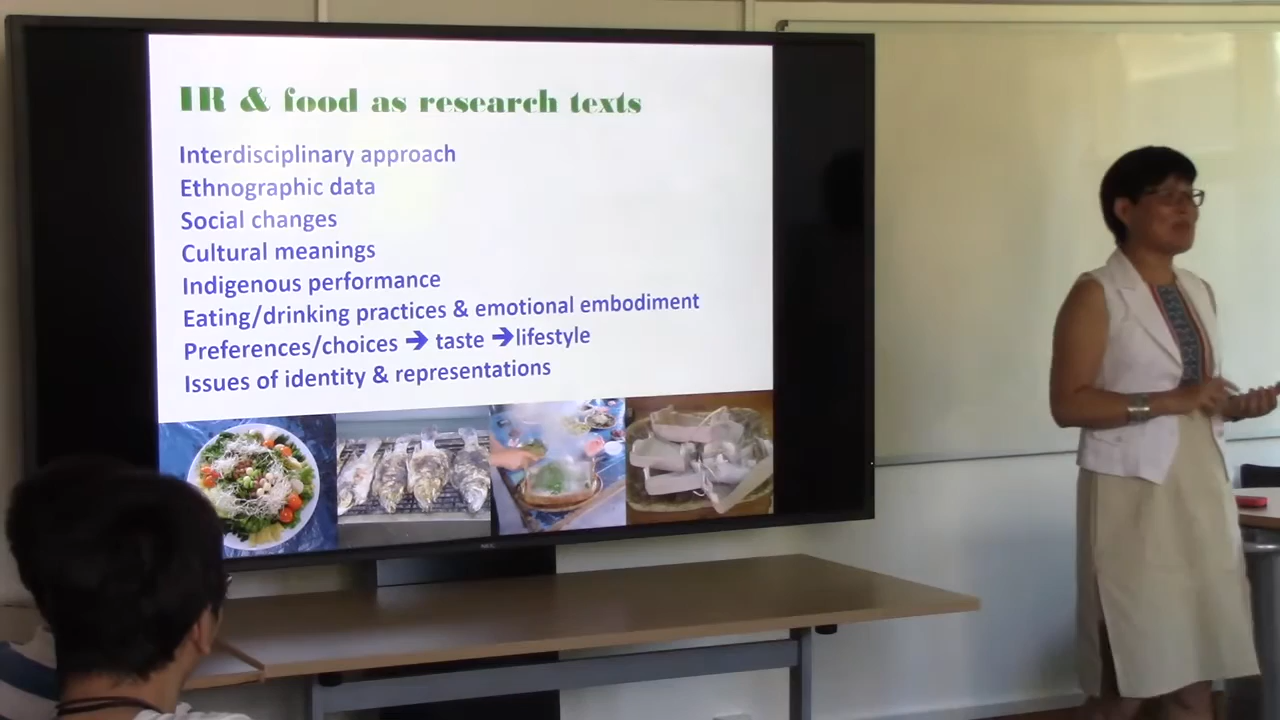 IR & food as research texts
Interdisciplinary approach
Ethnographic data
Social changes
Cultural meanings
Indigenous performance
Eating/drinking practices & emotional embodiment
Preferences/choices ➔ taste ➔lifestyle
Issues of identity & representations
NEC